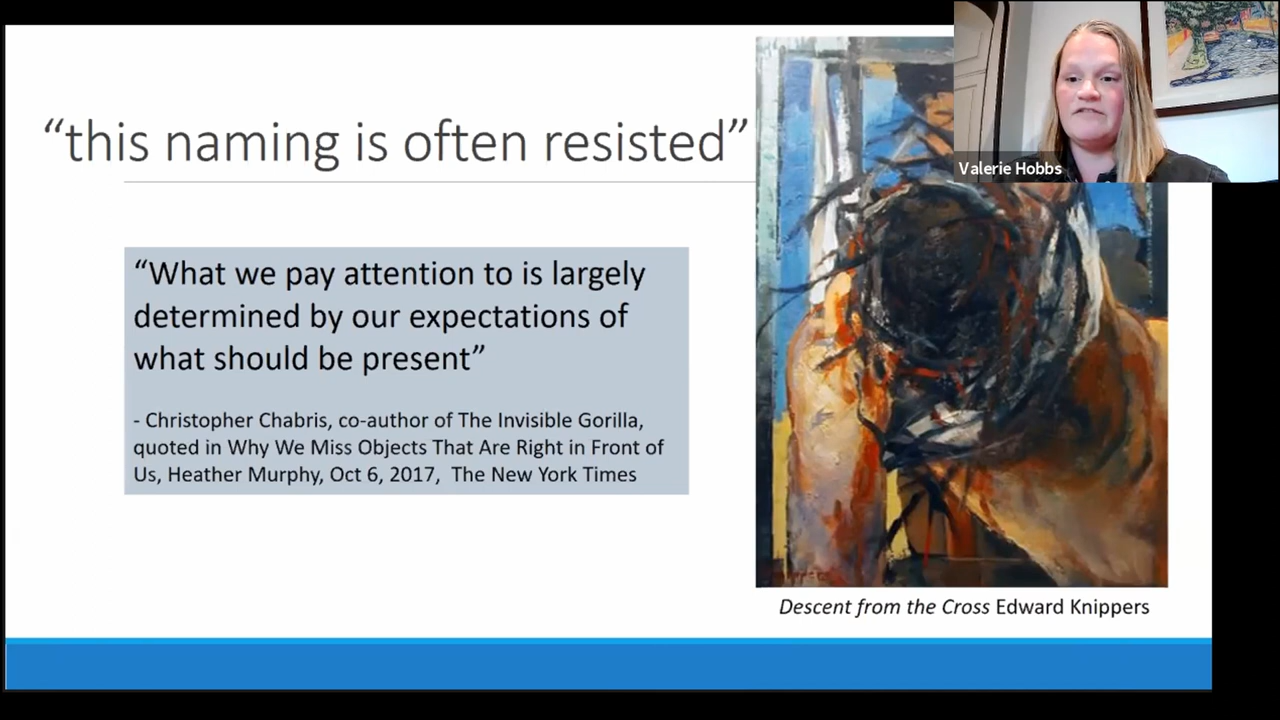 “this naming is often resisted”
Valerie Hobbs
“What we pay attention to is largely
determined by our expectations of
what should be present”
- Christopher Chabris, co-author of The Invisible Gorilla,
quoted in Why We Miss Objects That Are Right in Front of
Us, Heather Murphy, Oct 6, 2017, The New York Times
Descent from the Cross Edward Knippers